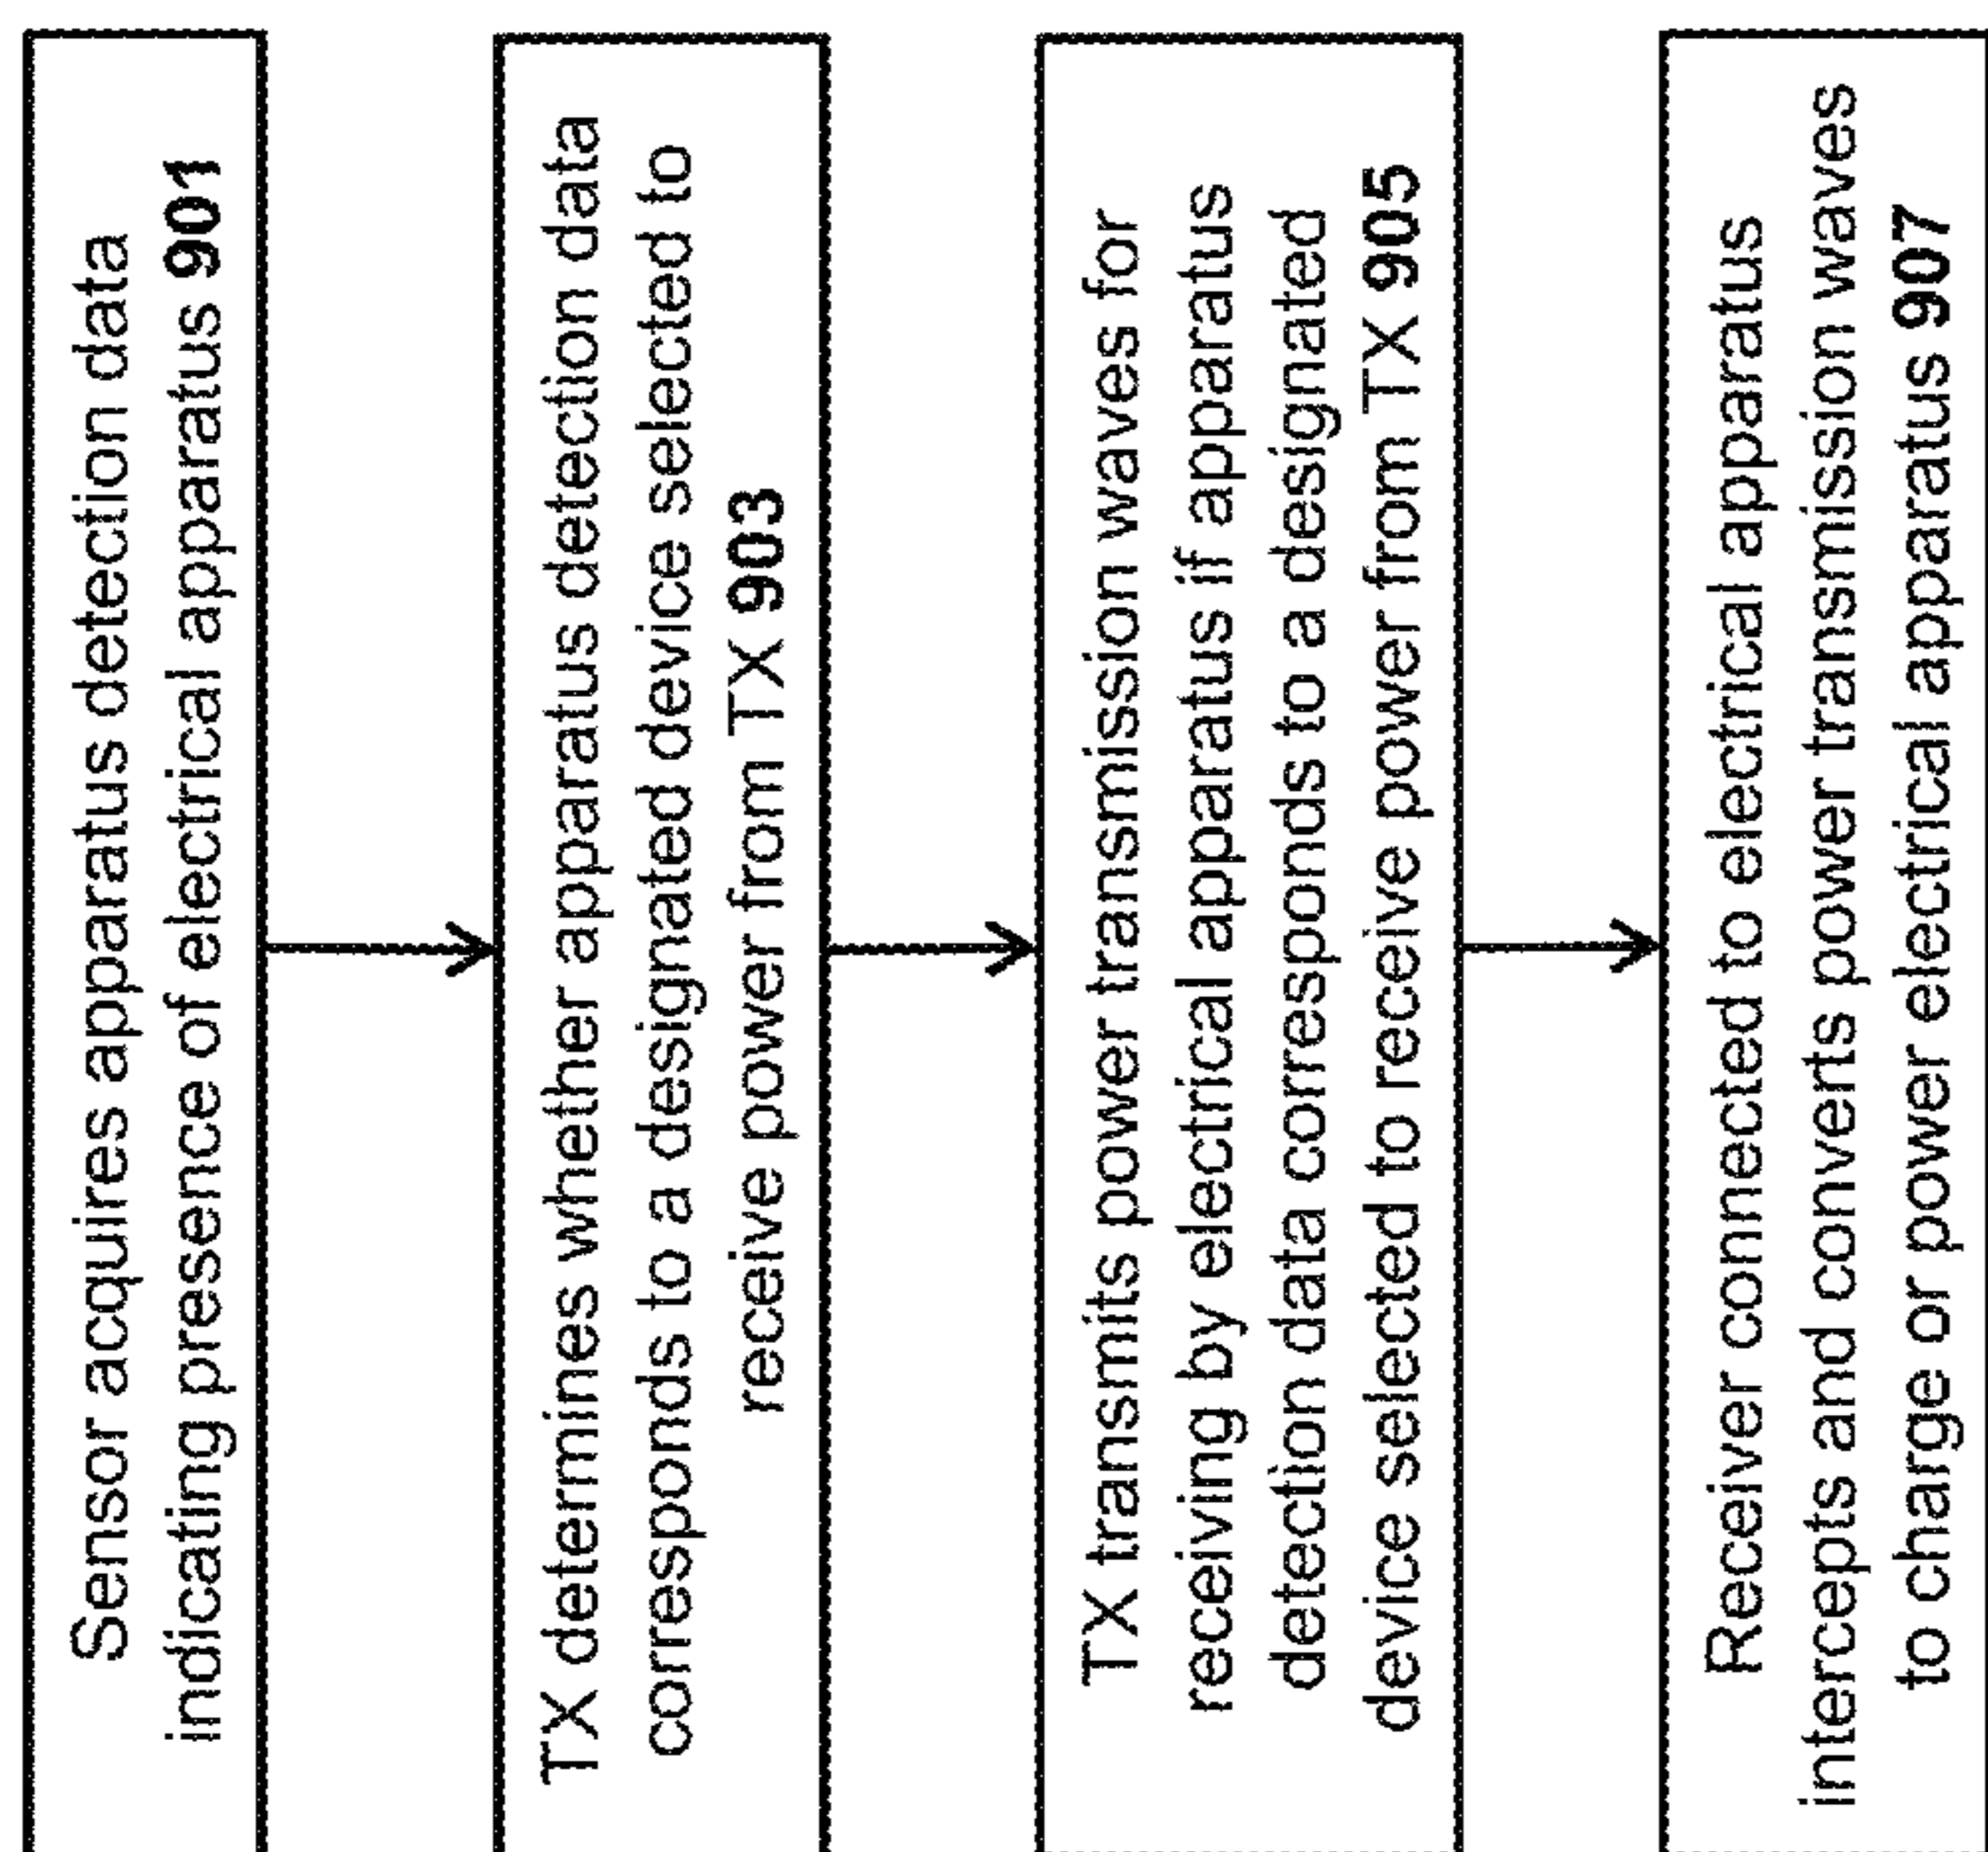 Sensor acquires apparatus detection data
indicating presence of electrical apparatus 901
TX determines whether apparatus detection data
corresponds to a designated device selected to
receive power from TX 903
TX transmits power transmission waves for
receiving by electrical apparatus if apparatus
detection data corresponds to a designated
device selected to receive power from TX 905
Receiver connected to electrical apparatus
intercepts and converts power transmission waves
to charge or power electrical apparatus 907